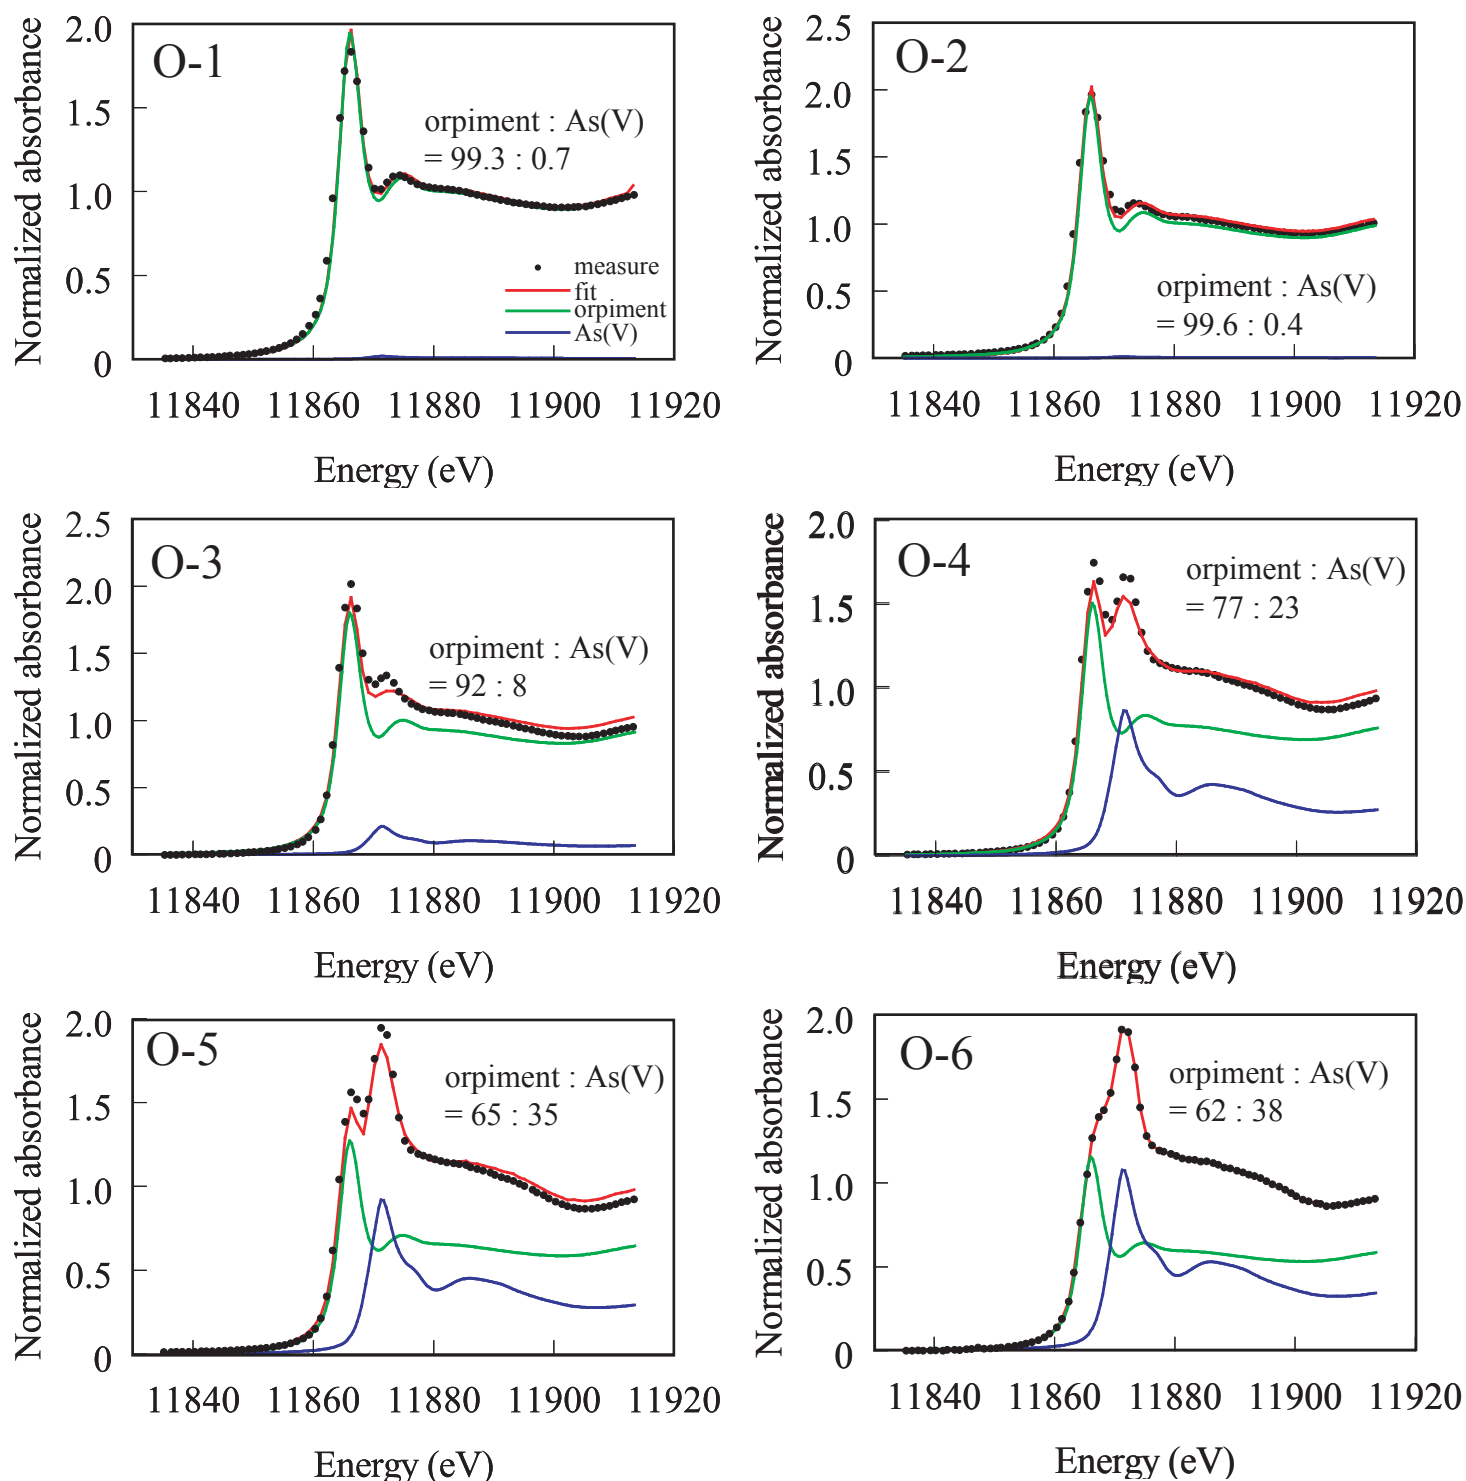 O-1
Normalized absorbance
2.0
1.5
1.0
0.5
0
orpiment : As(V)
= 99.3 : 0.7
measure
fit
orpiment
As(V)
11840 11860 11880 11900 11920
Energy (eV)
O-2
Normalized absorbance
2.5
2.0
1.5
1.0
0.5
0
orpiment : As(V)
= 99.6 : 0.4
11840 11860 11880 11900 11920
Energy (eV)
O-3
Normalized absorbance
2.5
2.0
1.5
1.0
0.5
0
orpiment : As(V)
= 92 : 8
11840 11860 11880 11900 11920
Energy (eV)
O-4
Normalized absorbance
2.0
1.5
1.0
0.5
0
orpiment : As(V)
= 77 : 23
11840 11860 11880 11900 11920
Energy (eV)
O-5
Normalized absorbance
2.0
1.5
1.0
0.5
0
orpiment : As(V)
= 65 : 35
11840 11860 11880 11900 11920
Energy (eV)
O-6
Normalized absorbance
2.0
1.5
1.0
0.5
0
orpiment : As(V)
= 62 : 38
11840 11860 11880 11900 11920
Energy (eV)